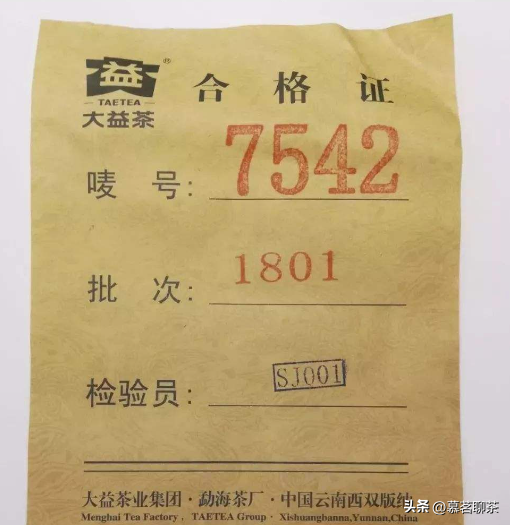 益®
TAETEA
大益茶
合格证
唛 号: 7542
批 次: 1801
检验员: SJ001
大益茶业集团·勐海茶厂·中国云南西双版纳
Menghai Tea Factory , TAETEA Group · Xishuangbanna,Yunnan,China
头条 @慕茗聊茶